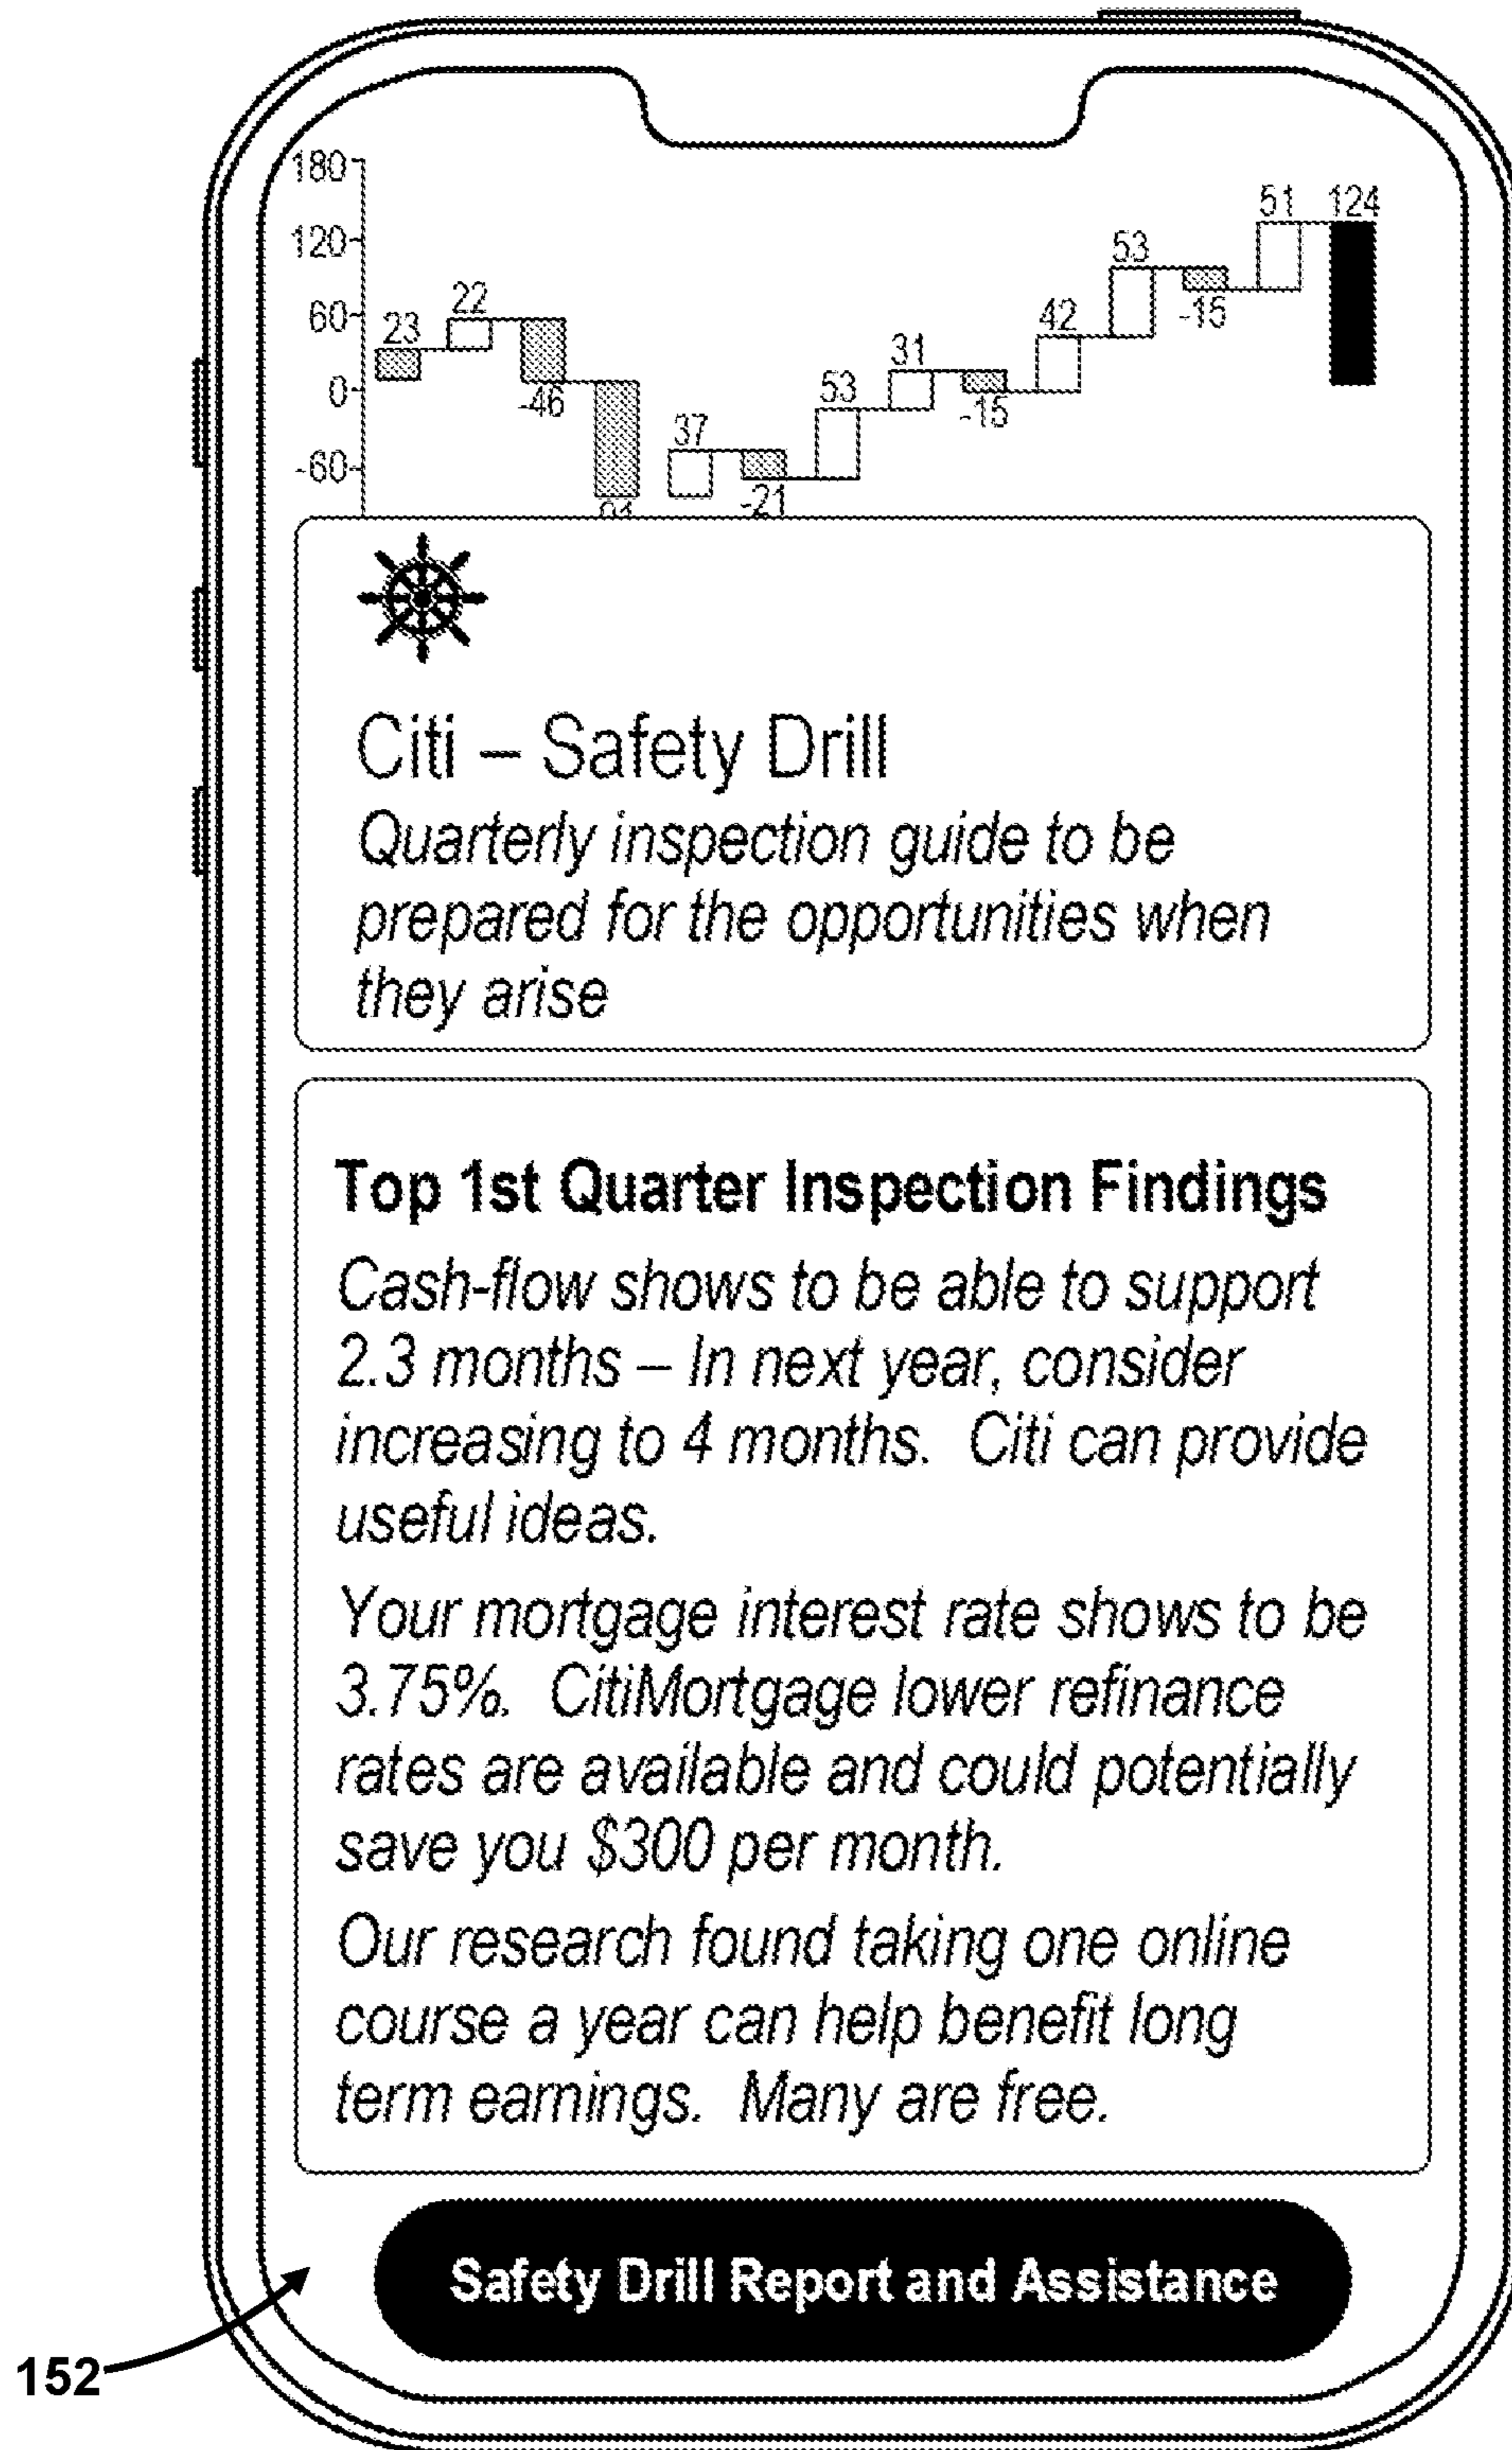 180
120
60
0
-60
23
22
-46
37
-21
53
31
-15
42
53
-15
51
124
Citi – Safety Drill
Quarterly inspection guide to be
prepared for the opportunities when
they arise
Top 1st Quarter Inspection Findings
Cash-flow shows to be able to support
2.3 months – In next year, consider
increasing to 4 months. Citi can provide
useful ideas.
Your mortgage interest rate shows to be
3.75%. CitiMortgage lower refinance
rates are available and could potentially
save you $300 per month.
Our research found taking one online
course a year can help benefit long
term earnings. Many are free.
Safety Drill Report and Assistance
152